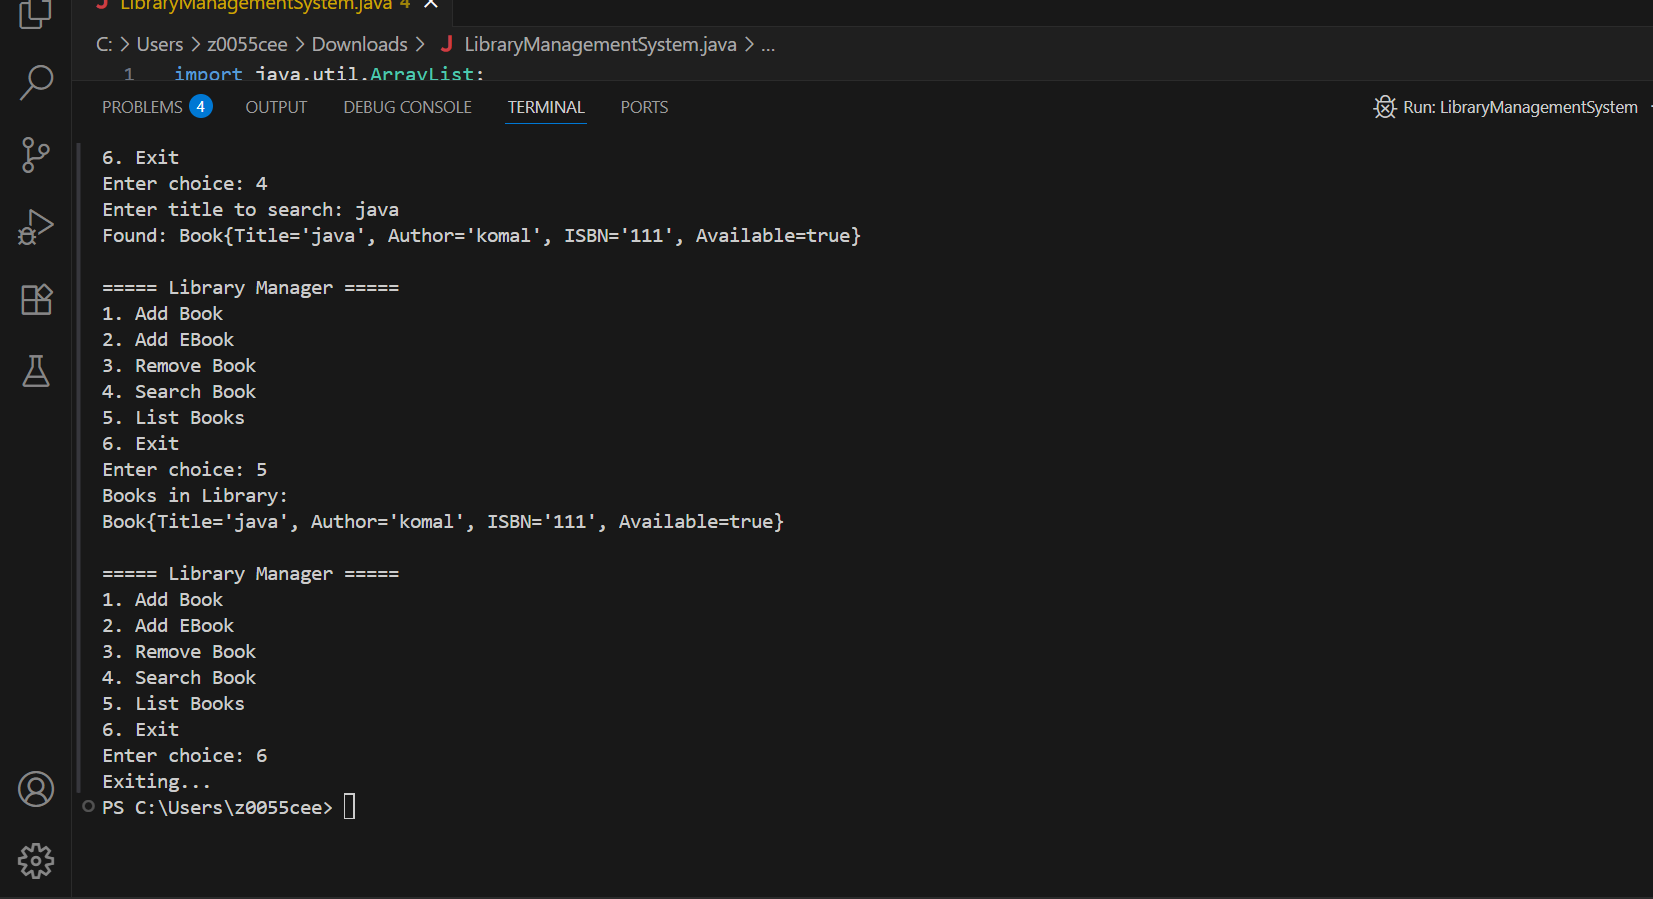 LibraryManagementSystem.java 4
C: > Users > z0055cee > Downloads > J LibraryManagementSystem.java > ...
1 import java.util.ArrayList;
PROBLEMS 4 OUTPUT DEBUG CONSOLE TERMINAL PORTS Run: LibraryManagementSystem
6. Exit
Enter choice: 4
Enter title to search: java
Found: Book{Title='java', Author='komal', ISBN='111', Available=true}
===== Library Manager =====
1. Add Book
2. Add EBook
3. Remove Book
4. Search Book
5. List Books
6. Exit
Enter choice: 5
Books in Library:
Book{Title='java', Author='komal', ISBN='111', Available=true}
===== Library Manager =====
1. Add Book
2. Add EBook
3. Remove Book
4. Search Book
5. List Books
6. Exit
Enter choice: 6
Exiting...
PS C:\Users\z0055cee>